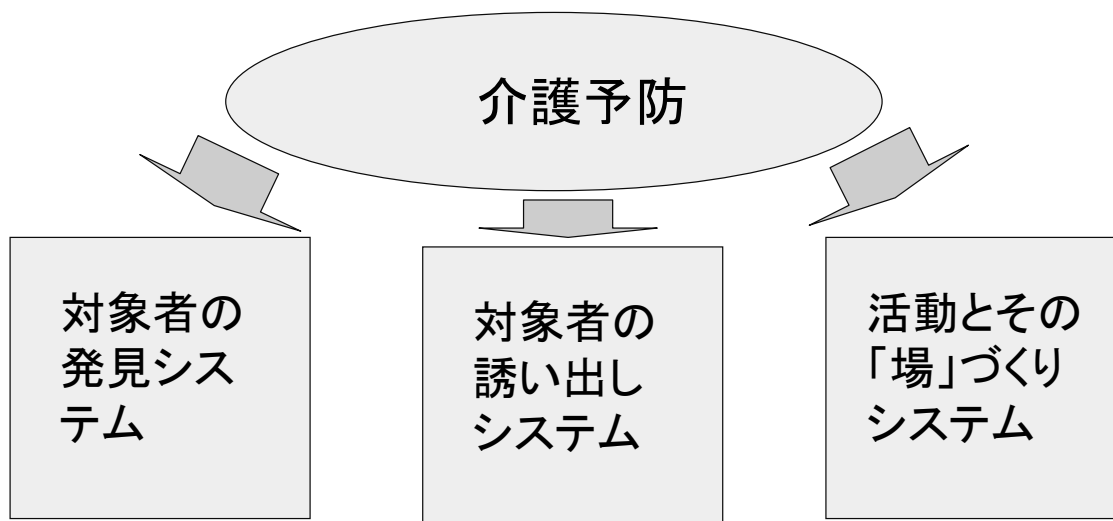 介護予防
対象者の
発見シス
テム
対象者の
誘い出し
システム
活動とその
「場」づくり
システム